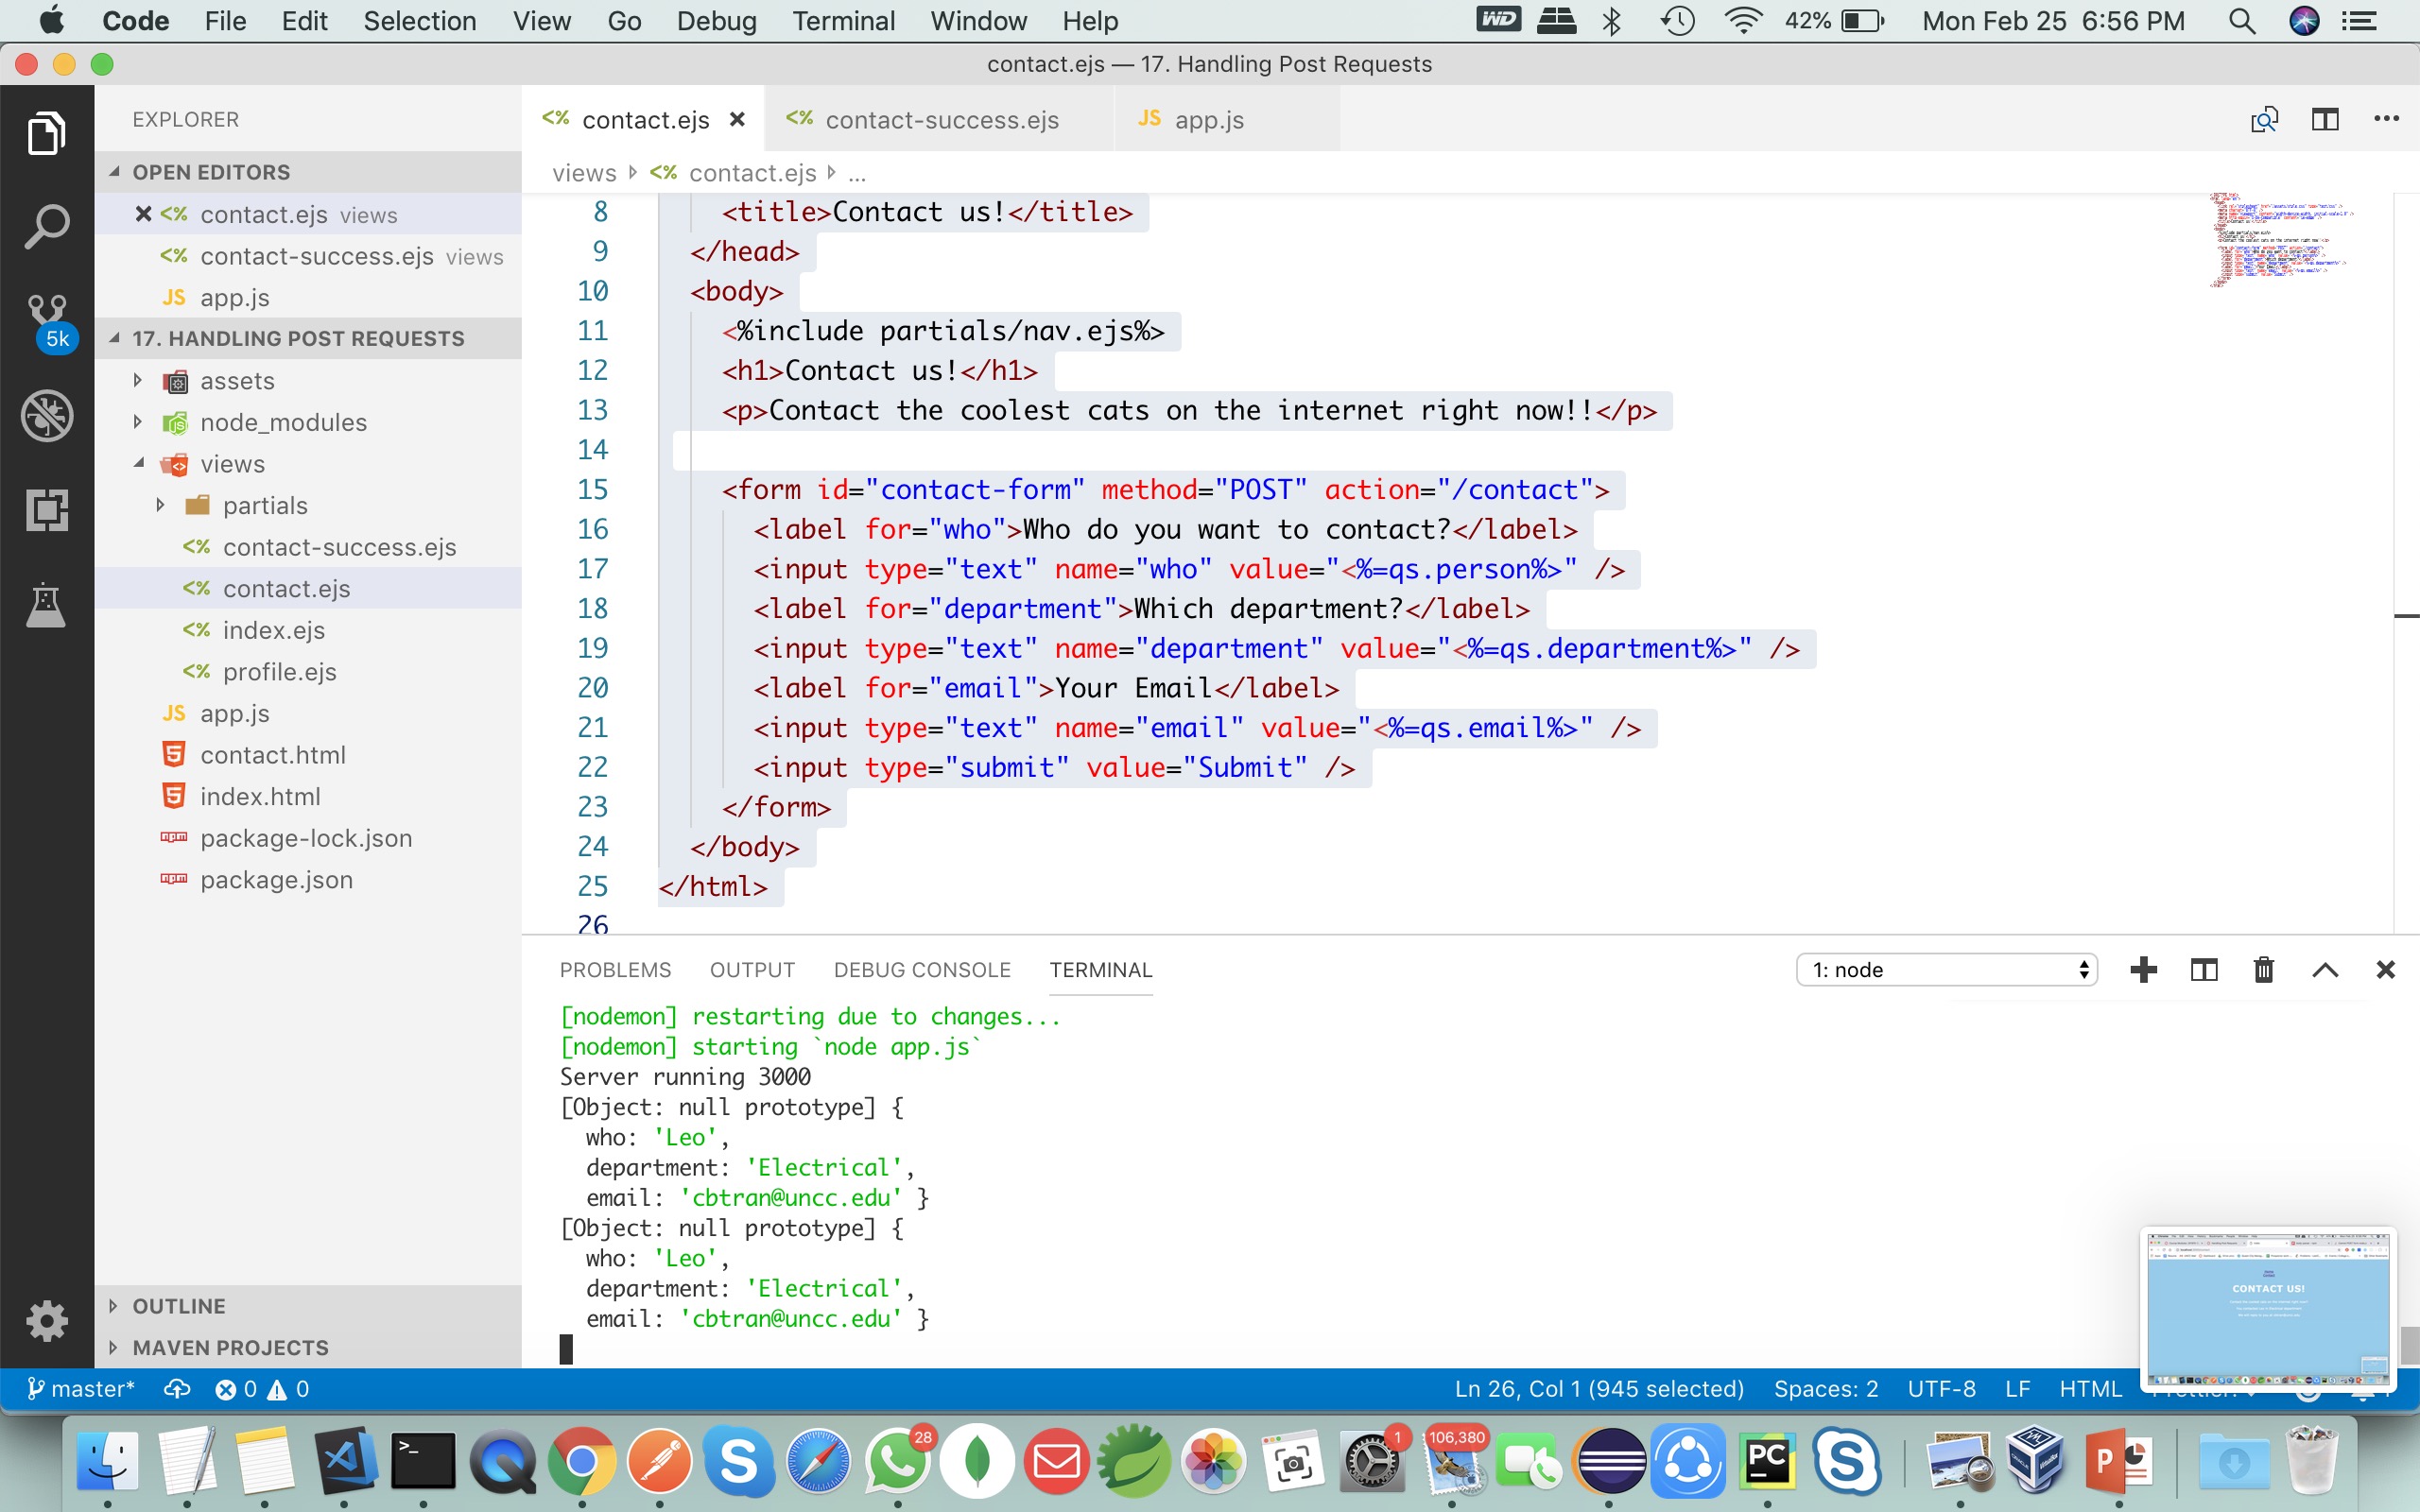 Code File Edit Selection View Go Debug Terminal Window Help WD 42% Mon Feb 25 6:56 PM
contact.ejs — 17. Handling Post Requests
EXPLORER
OPEN EDITORS
<% contact.ejs views
<% contact-success.ejs views
JS app.js
5k
17. HANDLING POST REQUESTS
assets
node_modules
views
partials
<% contact-success.ejs
<% contact.ejs
<% index.ejs
<% profile.ejs
JS app.js
5 contact.html
5 index.html
package-lock.json
package.json
OUTLINE
MAVEN PROJECTS
<% contact.ejs <% contact-success.ejs JS app.js
views <% contact.ejs ...
8 <title>Contact us!</title>
9 </head>
10 <body>
11 <%include partials/nav.ejs%>
12 <h1>Contact us!</h1>
13 <p>Contact the coolest cats on the internet right now!!</p>
14
15 <form id="contact-form" method="POST" action="/contact">
16 <label for="who">Who do you want to contact?</label>
17 <input type="text" name="who" value="<%=qs.person%>" />
18 <label for="department">Which department?</label>
19 <input type="text" name="department" value="<%=qs.department%>" />
20 <label for="email">Your Email</label>
21 <input type="text" name="email" value="<%=qs.email%>" />
22 <input type="submit" value="Submit" />
23 </form>
24 </body>
25 </html>
26
PROBLEMS OUTPUT DEBUG CONSOLE TERMINAL 1: node
[nodemon] restarting due to changes...
[nodemon] starting `node app.js`
Server running 3000
[Object: null prototype] {
who: 'Leo',
department: 'Electrical',
email: 'cbtran@uncc.edu' }
[Object: null prototype] {
who: 'Leo',
department: 'Electrical',
email: 'cbtran@uncc.edu' }
CONTACT US!
master* 0 0 Ln 26, Col 1 (945 selected) Spaces: 2 UTF-8 LF HTML
28 1 106,380
PC